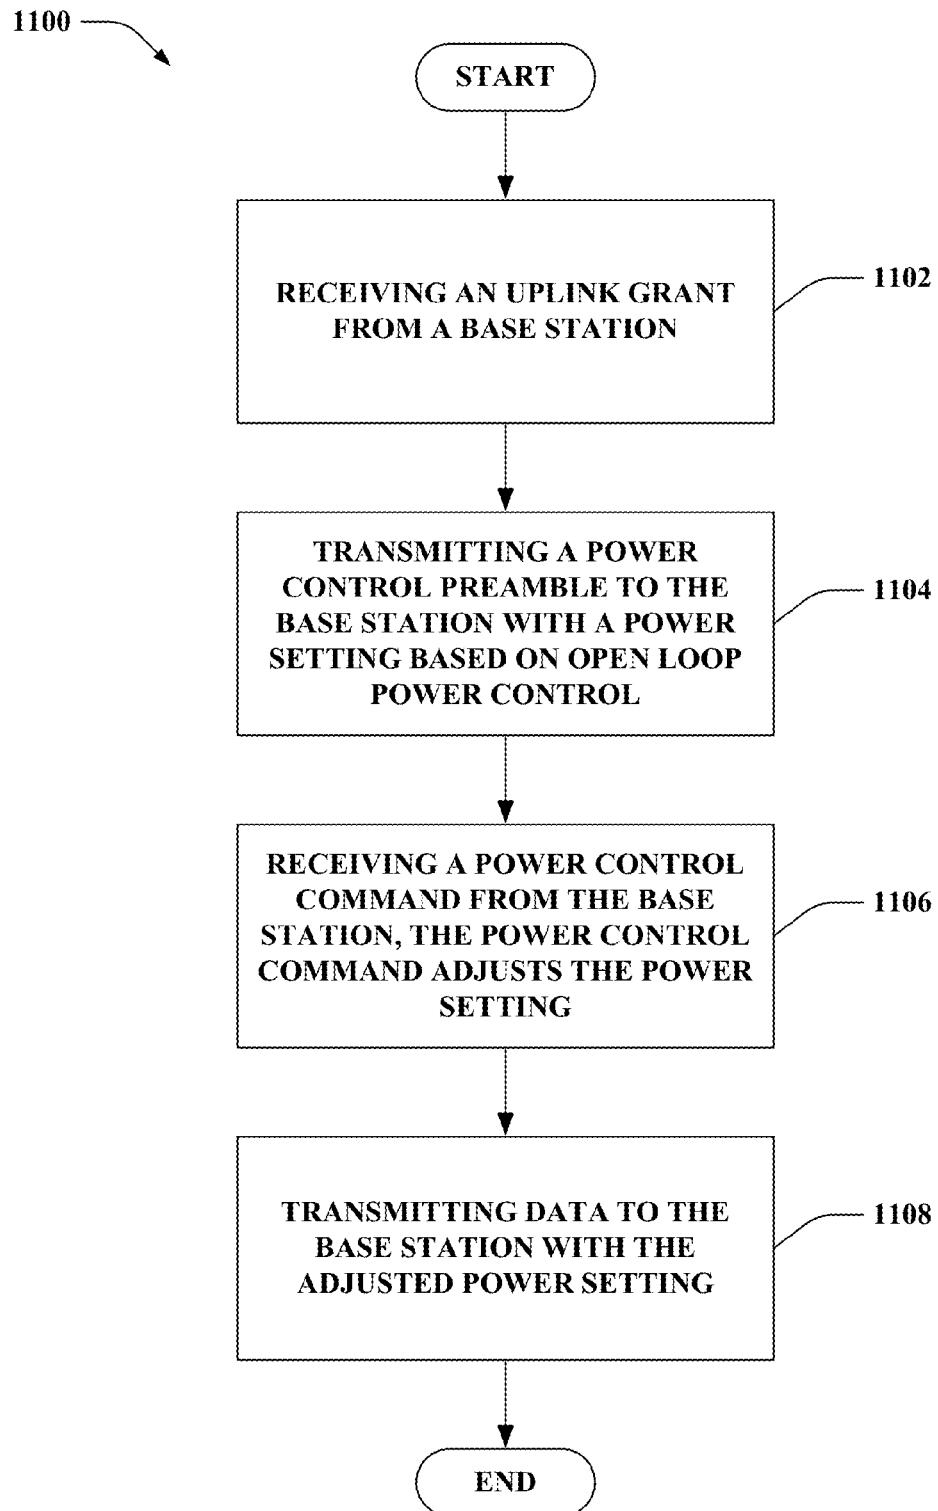 1100
START
RECEIVING AN UPLINK GRANT
FROM A BASE STATION
1102
TRANSMITTING A POWER
CONTROL PREAMBLE TO THE
BASE STATION WITH A POWER
SETTING BASED ON OPEN LOOP
POWER CONTROL
1104
RECEIVING A POWER CONTROL
COMMAND FROM THE BASE
STATION, THE POWER CONTROL
COMMAND ADJUSTS THE POWER
SETTING
1106
TRANSMITTING DATA TO THE
BASE STATION WITH THE
ADJUSTED POWER SETTING
1108
END